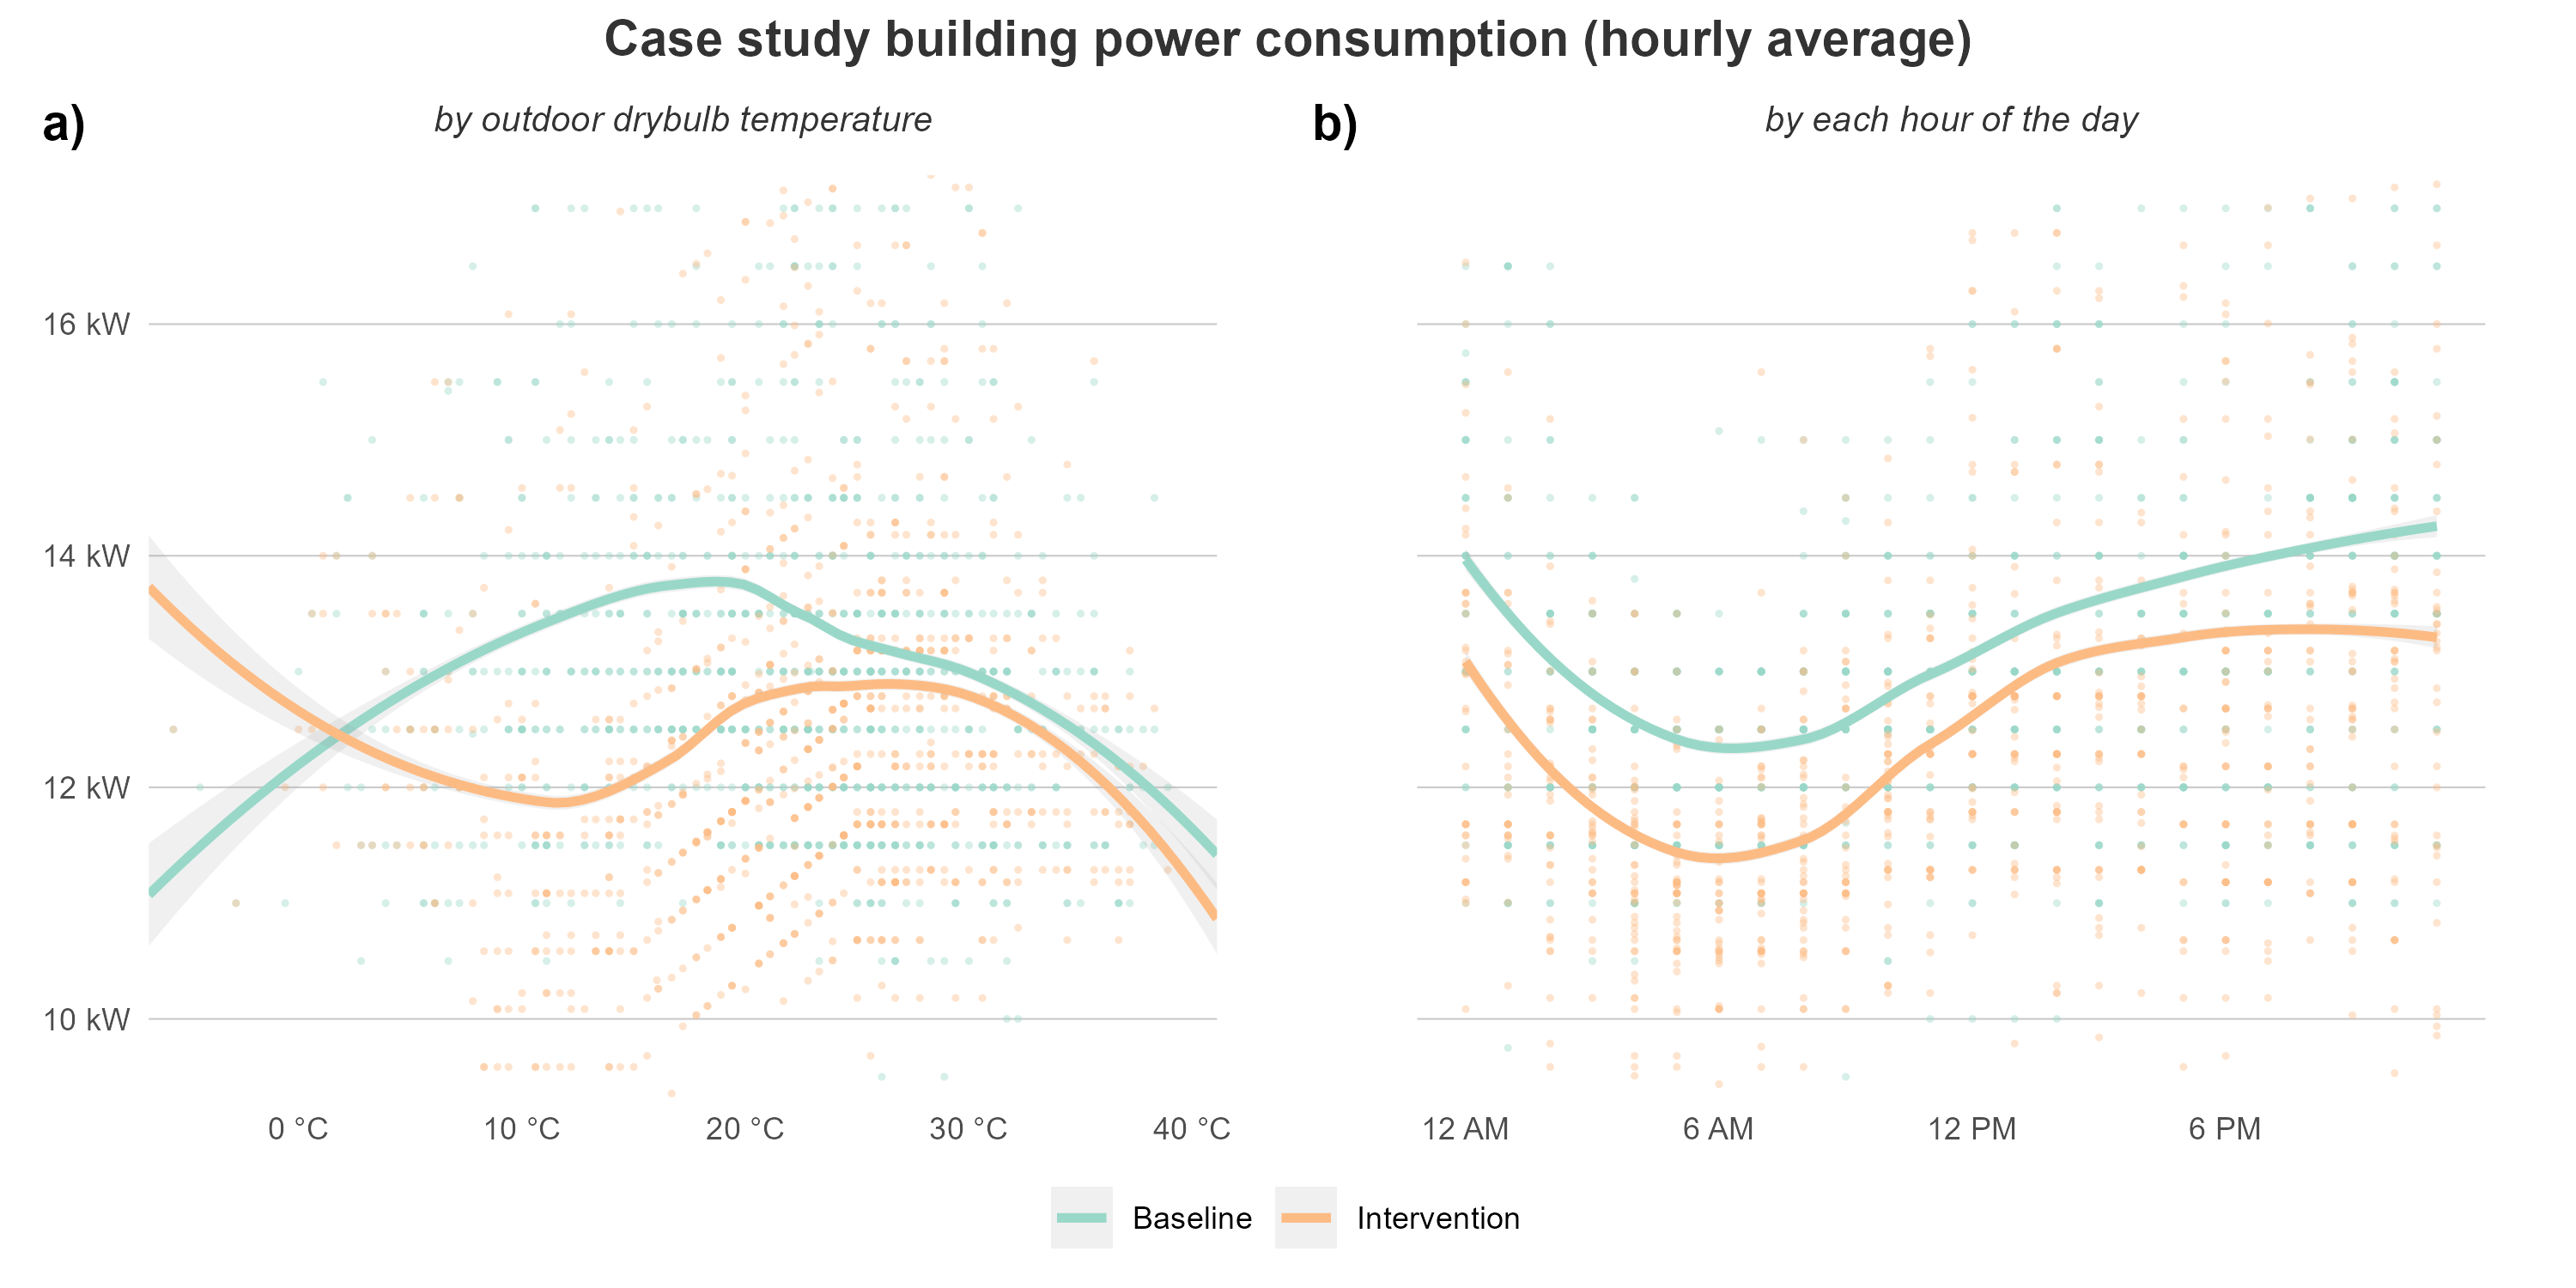 Case study building power consumption (hourly average)
a)
by outdoor drybulb temperature
b)
by each hour of the day
16 kW
14 kW
12 kW
10 kW
0 °C
10 °C
20 °C
30 °C
40 °C
12 AM
6 AM
12 PM
6 PM
Baseline
Intervention